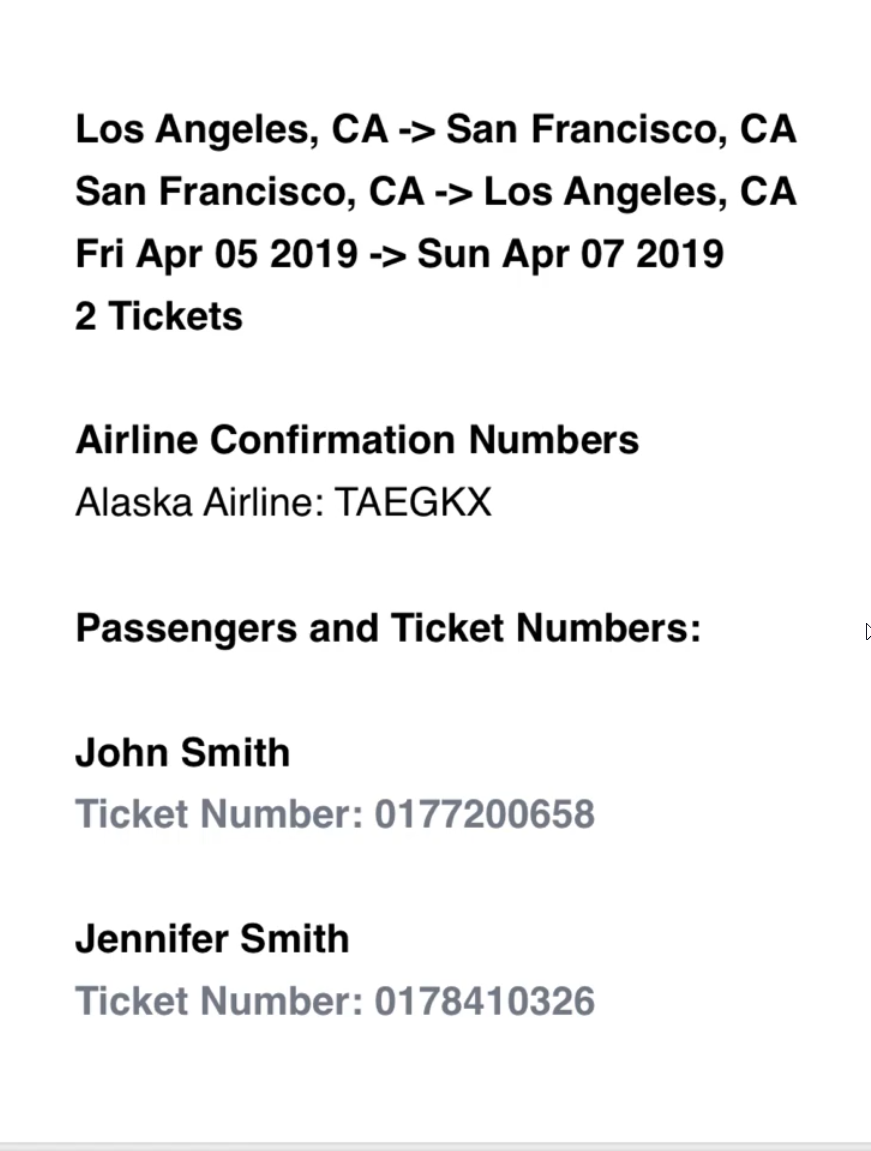 Los Angeles, CA -> San Francisco, CA
San Francisco, CA -> Los Angeles, CA
Fri Apr 05 2019 -> Sun Apr 07 2019
2 Tickets
Airline Confirmation Numbers
Alaska Airline: TAEGKX
Passengers and Ticket Numbers:
John Smith
Ticket Number: 0177200658
Jennifer Smith
Ticket Number: 0178410326